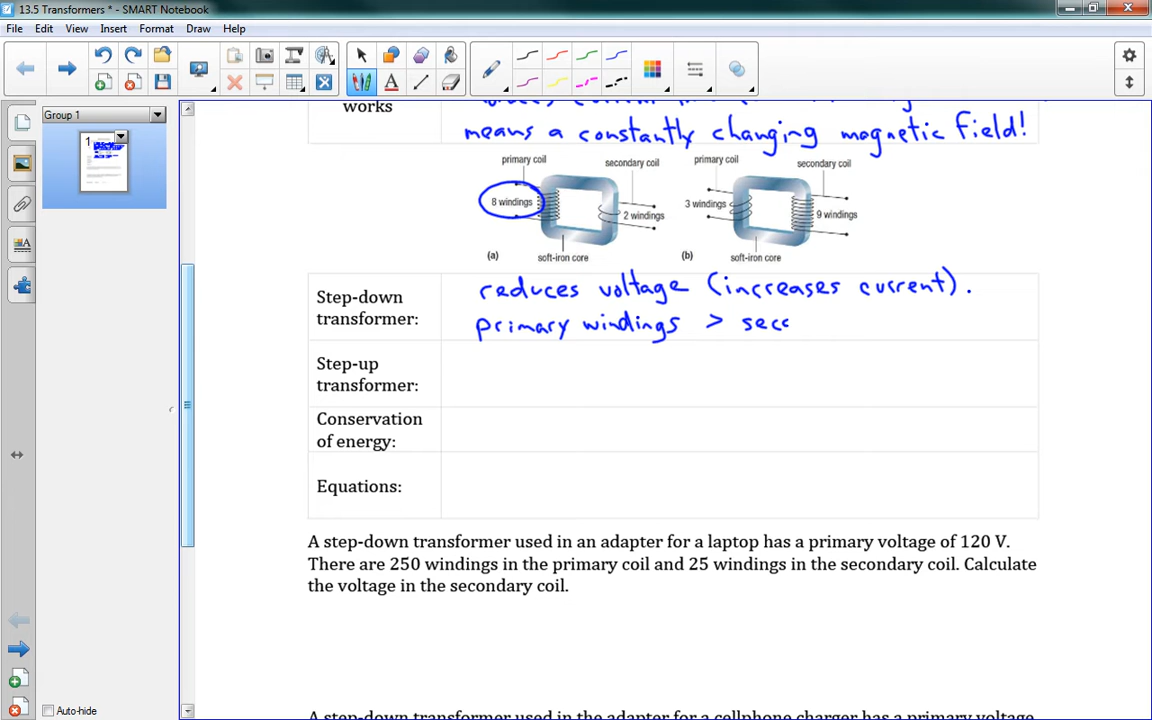 13.5 Transformers * - SMART Notebook
File Edit View Insert Format Draw Help
Group 1
1
works
means a constantly changing magnetic field!
primary coil secondary coil primary coil secondary coil
8 windings 2 windings 3 windings 9 windings
(a) soft-iron core (b) soft-iron core
Step-down transformer:
reduces voltage (increases current).
primary windings > sec
Step-up transformer:
Conservation of energy:
Equations:
A step-down transformer used in an adapter for a laptop has a primary voltage of 120 V.
There are 250 windings in the primary coil and 25 windings in the secondary coil. Calculate
the voltage in the secondary coil.
A step-down transformer used in the adapter for a cellphone charger has a primary voltage
Auto-hide